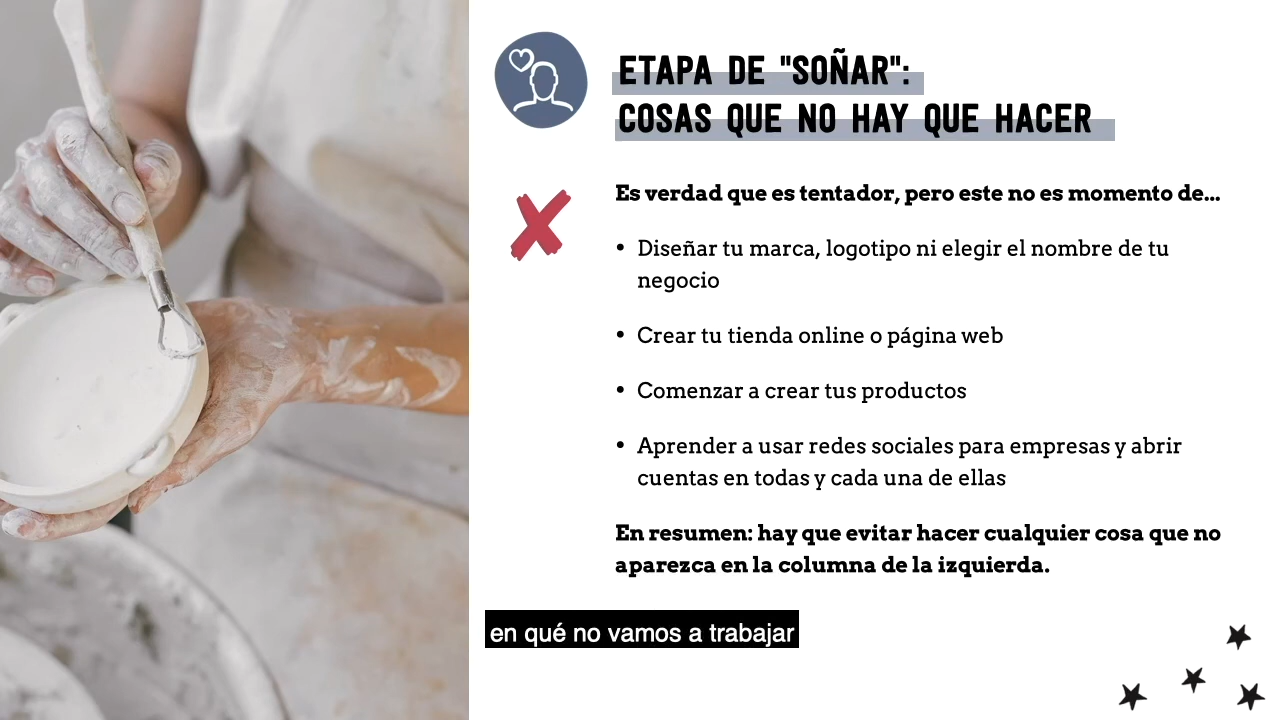 ETAPA DE "SOÑAR":
COSAS QUE NO HAY QUE HACER
Es verdad que es tentador, pero este no es momento de...
• Diseñar tu marca, logotipo ni elegir el nombre de tu
negocio
• Crear tu tienda online o página web
• Comenzar a crear tus productos
• Aprender a usar redes sociales para empresas y abrir
cuentas en todas y cada una de ellas
En resumen: hay que evitar hacer cualquier cosa que no
aparezca en la columna de la izquierda.
en qué no vamos a trabajar